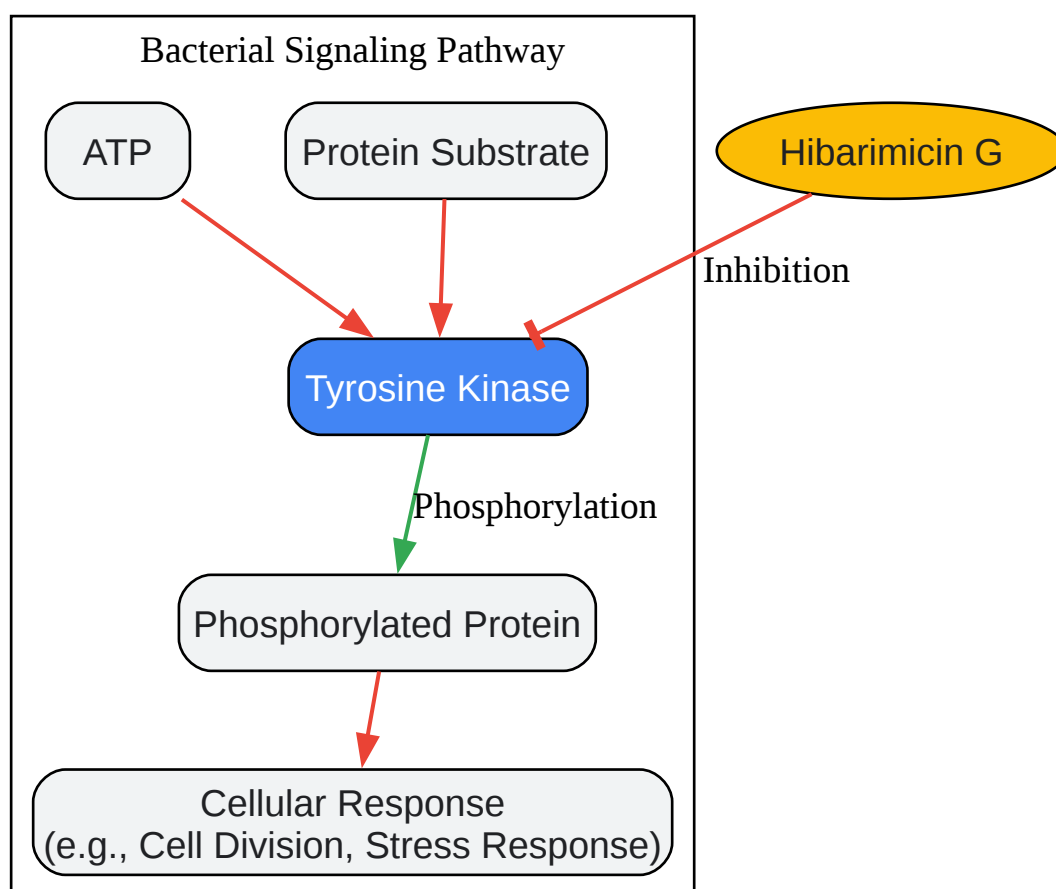 Bacterial Signaling Pathway
ATP
Protein Substrate
Hibarimicin G
Inhibition
Tyrosine Kinase
Phosphorylation
Phosphorylated Protein
Cellular Response
(e.g., Cell Division, Stress Response)